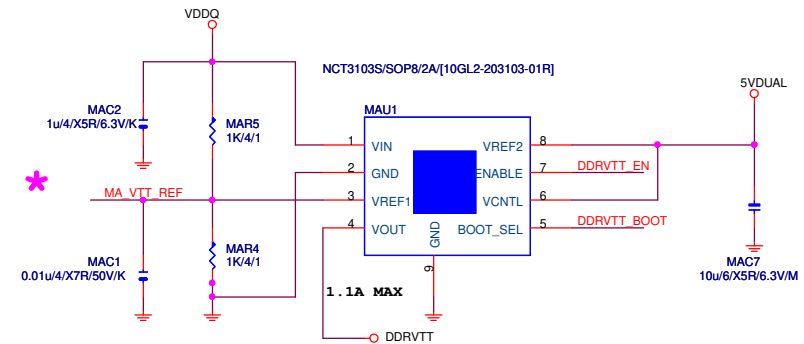 VDDQ
NCT3103S/SOP8/2A/[10GL2-203103-01R]
5VDUAL
MAC2
1u/4/X5R/6.3V/K
MAR5
1K/4/1
MAU1
1 VIN VREF2 8
2 GND ENABLE 7 DDRVTT_EN
MA_VTT_REF 3 VREF1 VCNTL 6
4 VOUT BOOT_SEL 5 DDRVTT_BOOT
GND
9
MAR4
1K/4/1
MAC1
0.01u/4/X7R/50V/K
MAC7
10u/6/X5R/6.3V/M
1.1A MAX
DDRVTT